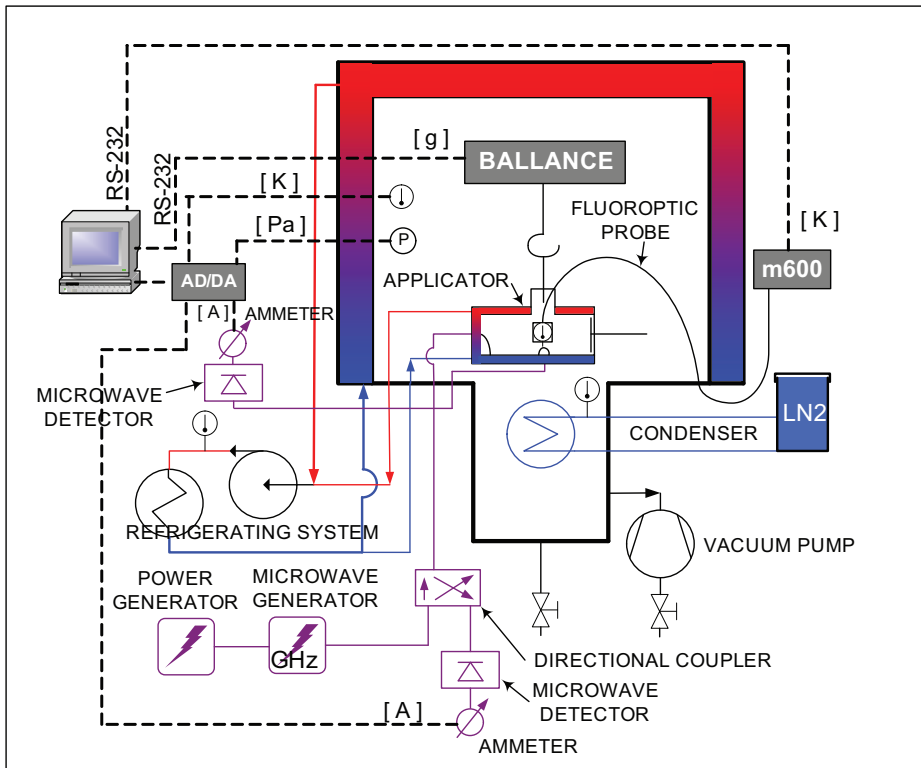 RS-232
RS-232
[ g ]
BALLANCE
[ K ]
[ Pa ]
P
FLUOROPTIC
PROBE
[ K ]
m600
APPLICATOR
AD/DA
[ A ]
AMMETER
MICROWAVE
DETECTOR
LN2
CONDENSER
REFRIGERATING SYSTEM
VACUUM PUMP
POWER
GENERATOR
MICROWAVE
GENERATOR
GHz
DIRECTIONAL COUPLER
MICROWAVE
DETECTOR
[ A ]
AMMETER